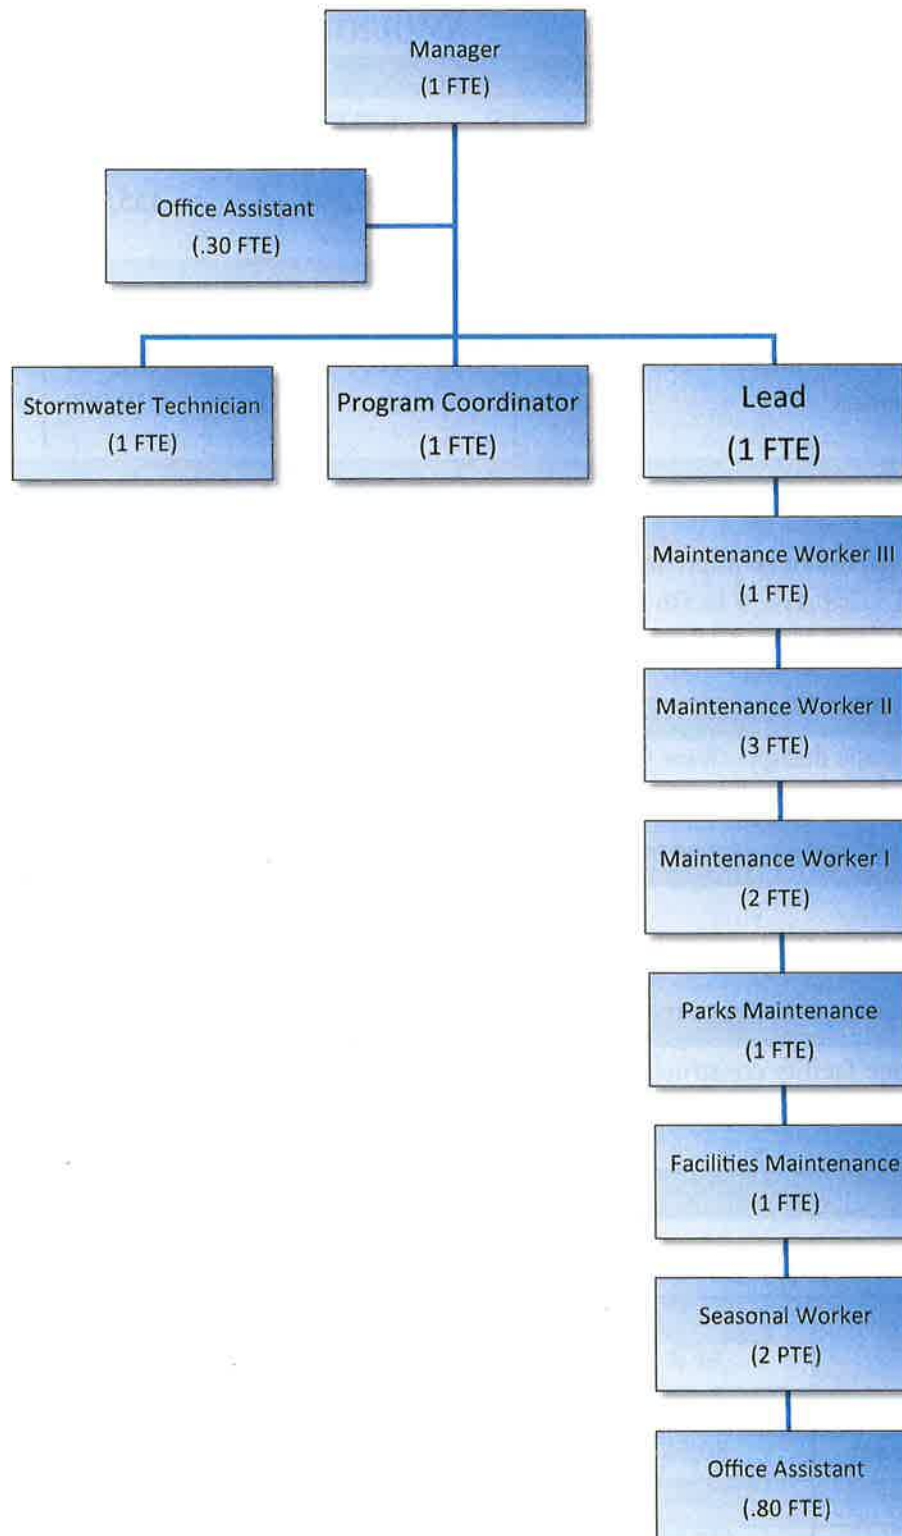 Manager
(1 FTE)
Office Assistant
(.30 FTE)
Stormwater Technician
(1 FTE)
Program Coordinator
(1 FTE)
Lead
(1 FTE)
Maintenance Worker III
(1 FTE)
Maintenance Worker II
(3 FTE)
Maintenance Worker I
(2 FTE)
Parks Maintenance
(1 FTE)
Facilities Maintenance
(1 FTE)
Seasonal Worker
(2 PTE)
Office Assistant
(.80 FTE)